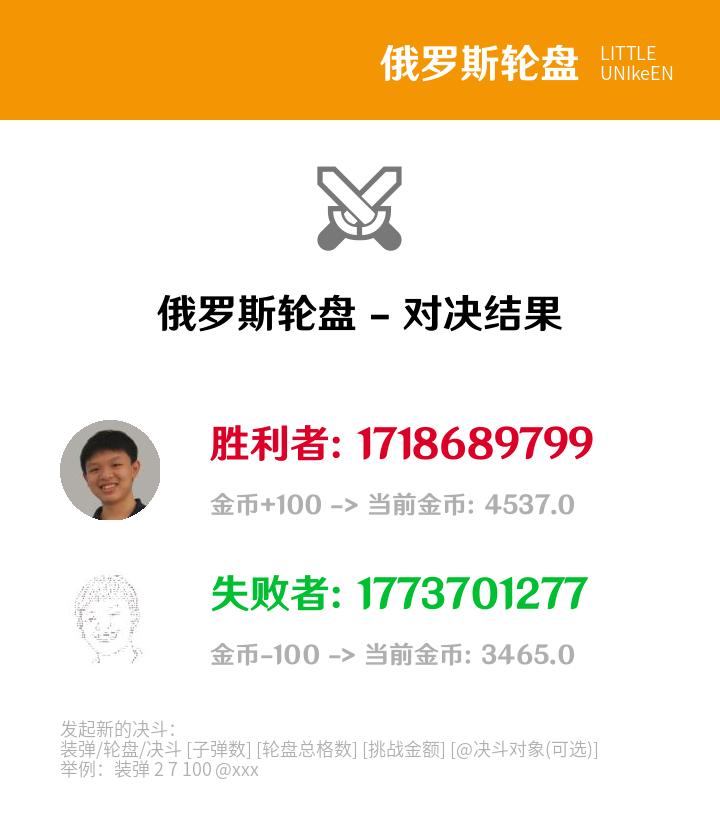 俄罗斯轮盘
LITTLE
UNIkeEN
俄罗斯轮盘 - 对决结果
胜利者: 1718689799
金币+100 -> 当前金币: 4537.0
失败者: 1773701277
金币-100 -> 当前金币: 3465.0
发起新的决斗：
装弹/轮盘/决斗 [子弹数] [轮盘总格数] [挑战金额] [@决斗对象(可选)]
举例：装弹 2 7 100 @xxx